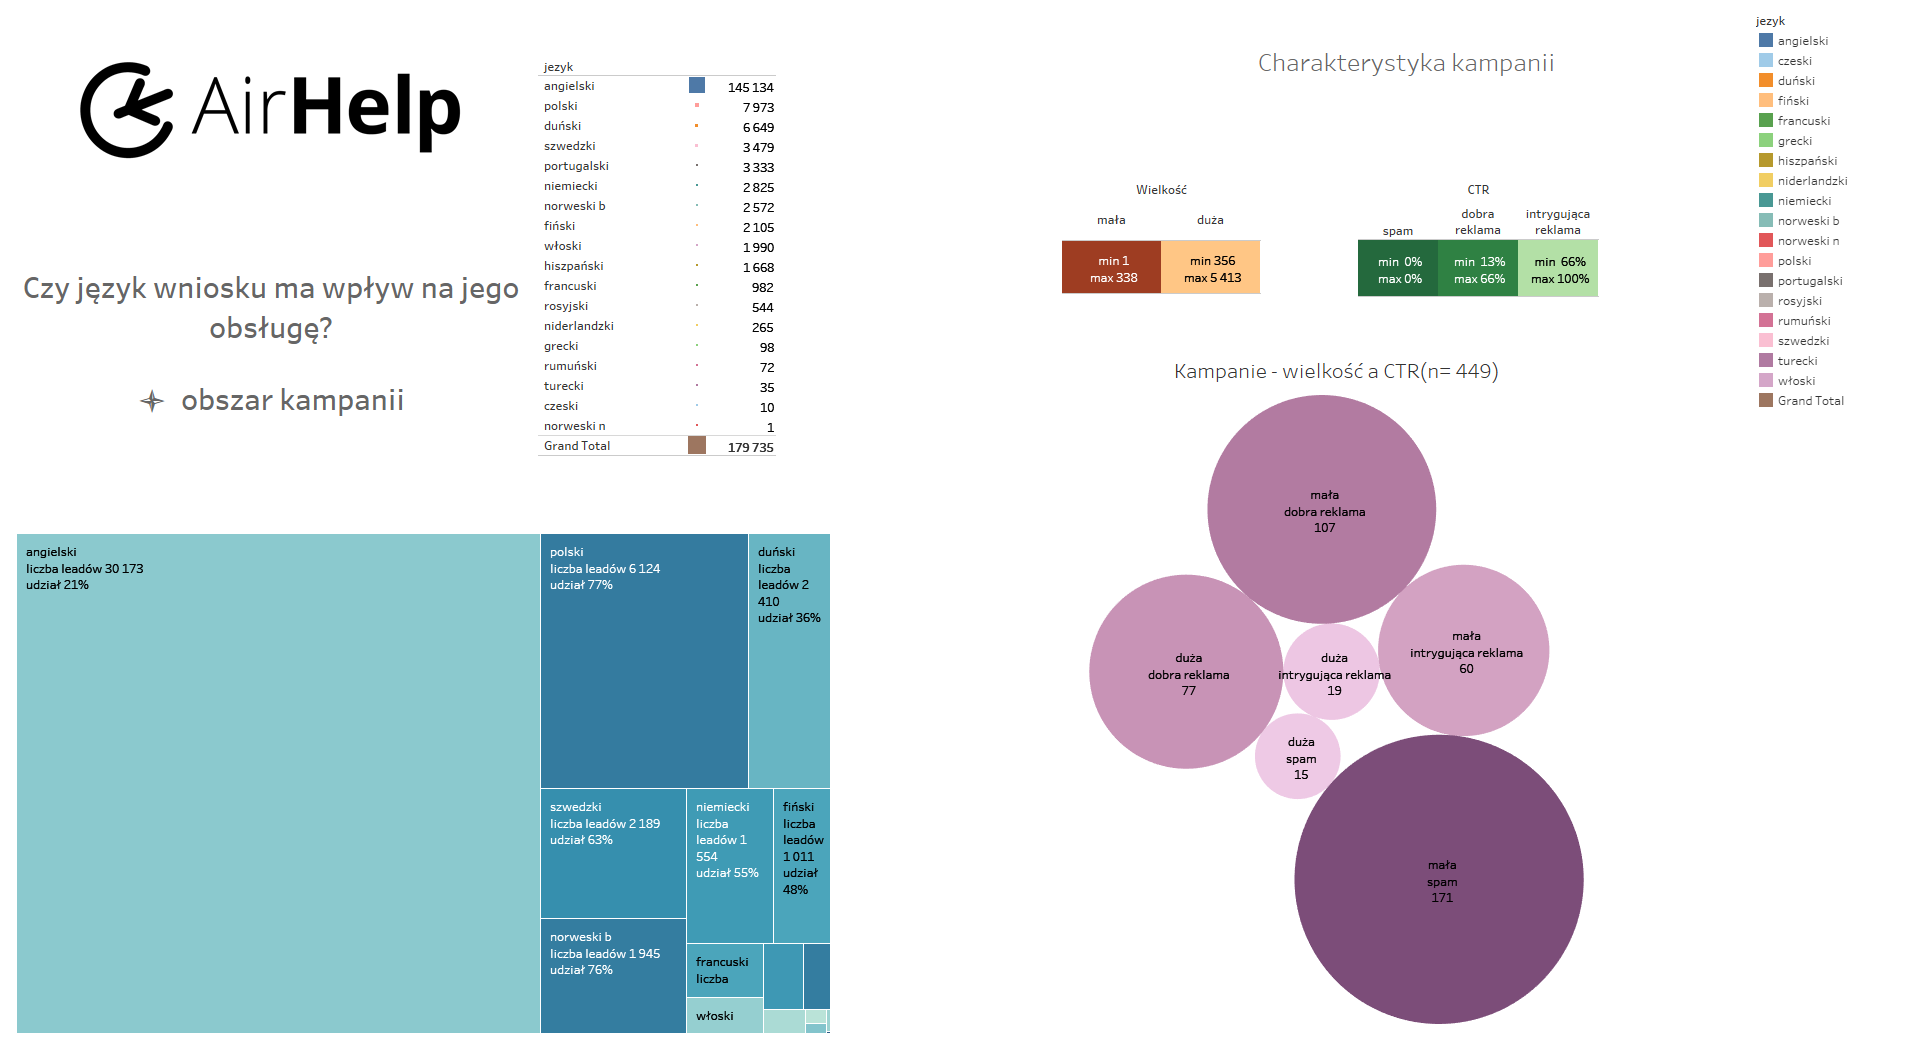 AirHelp
Czy język wniosku ma wpływ na jego
obsługę?
obszar kampanii
jezyk
angielski 145 134
polski 7 973
duński 6 649
szwedzki 3 479
portugalski 3 333
niemiecki 2 825
norweski b 2 572
fiński 2 105
włoski 1 990
hiszpański 1 668
francuski 982
rosyjski 544
niderlandzki 265
grecki 98
rumuński 72
turecki 35
czeski 10
norweski n 1
Grand Total 179 735
angielski
liczba leadów 30 173
udział 21%
polski
liczba leadów 6 124
udział 77%
duński
liczba
leadów 2
410
udział 36%
szwedzki
liczba leadów 2 189
udział 63%
niemiecki
liczba
leadów 1
554
udział 55%
fiński
liczba
leadów
1 011
udział
48%
norweski b
liczba leadów 1 945
udział 76%
francuski
liczba
włoski
Charakterystyka kampanii
Wielkość
mała duża
min 1 min 356
max 338 max 5 413
CTR
spam
dobra
reklama
intrygująca
reklama
min 0% min 13% min 66%
max 0% max 66% max 100%
Kampanie - wielkość a CTR(n= 449)
mała
dobra reklama
107
duża
dobra reklama
77
duża
intrygująca reklama
19
mała
intrygująca reklama
60
duża
spam
15
mała
spam
171
jezyk
angielski
czeski
duński
fiński
francuski
grecki
hiszpański
niderlandzki
niemiecki
norweski b
norweski n
polski
portugalski
rosyjski
rumuński
szwedzki
turecki
włoski
Grand Total